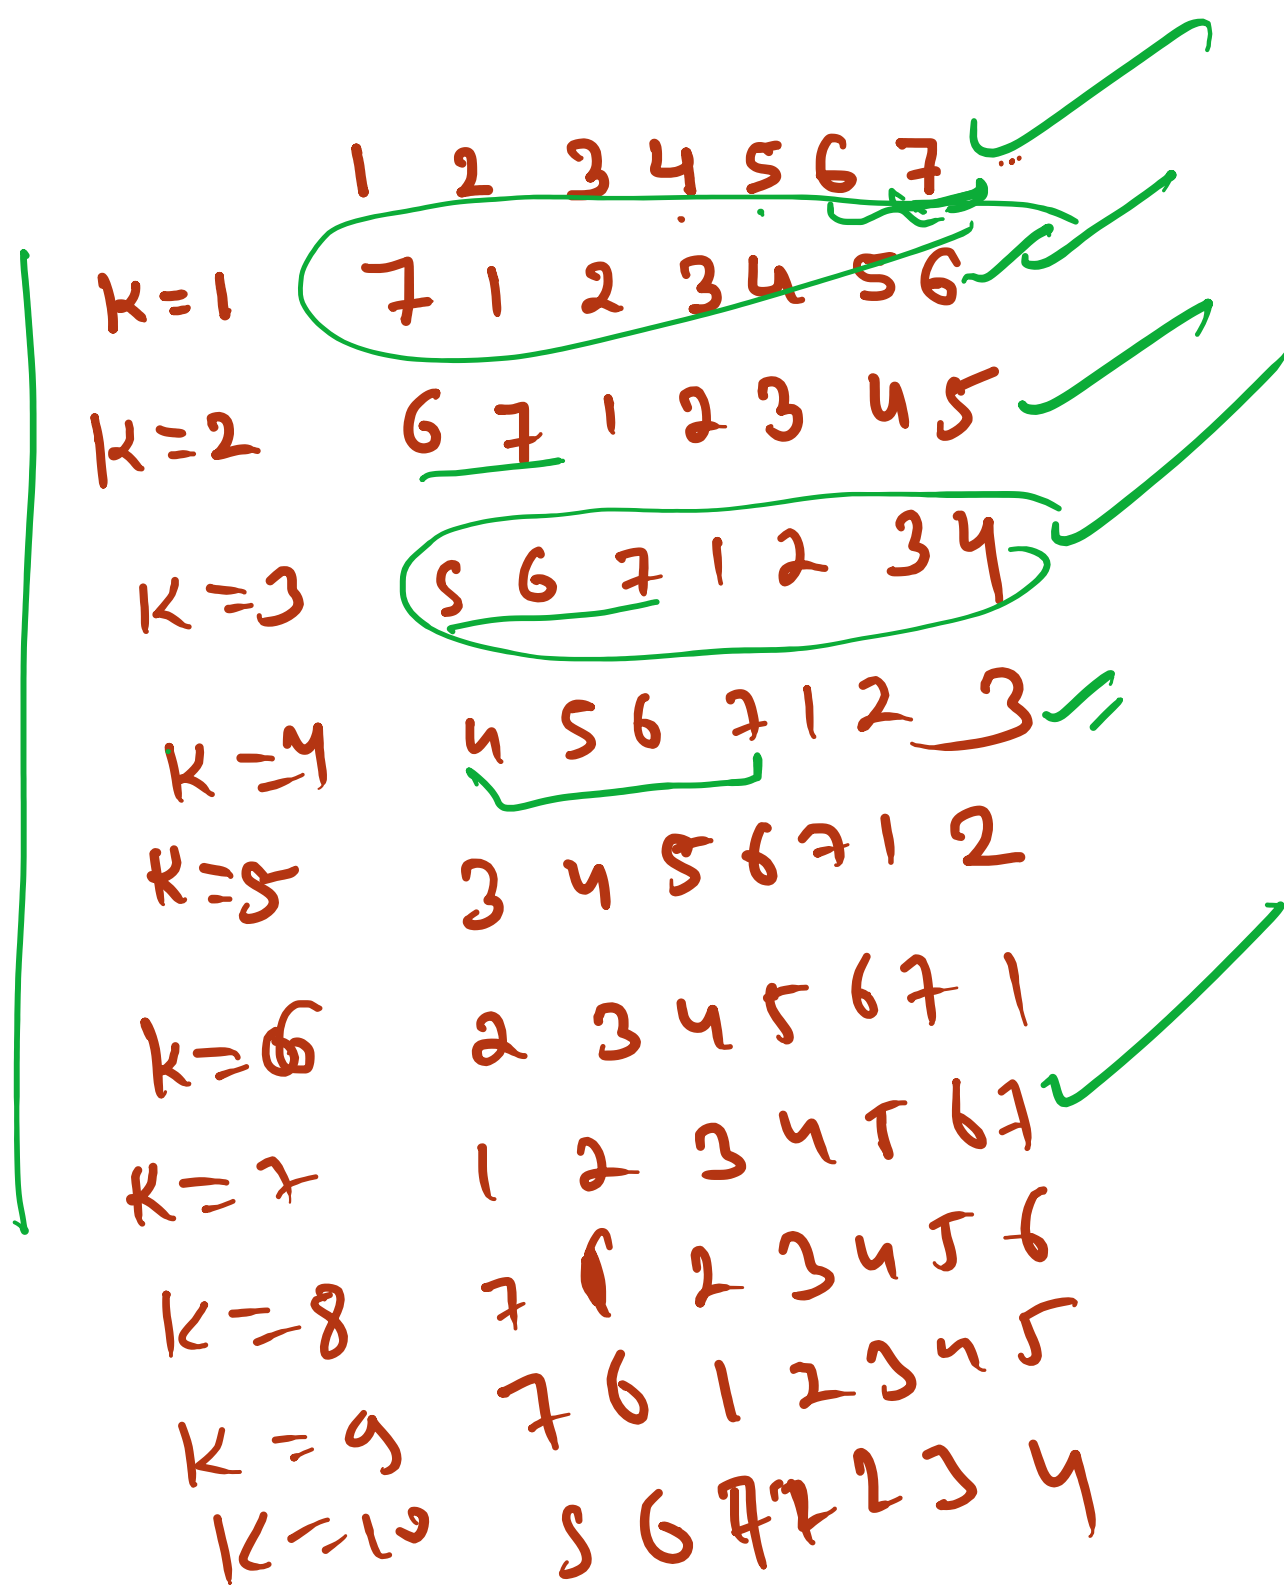 1 2 3 4 5 6 7 ...
K=1 7 1 2 3 4 5 6
K=2 6 7 1 2 3 4 5
K=3 5 6 7 1 2 3 4
K=4 4 5 6 7 1 2 3
K=5 3 4 5 6 7 1 2
K=6 2 3 4 5 6 7 1
K=7 1 2 3 4 5 6 7
K=8 7 1 2 3 4 5 6
K=9 7 6 1 2 3 4 5
K=10 5 6 7 2 3 4